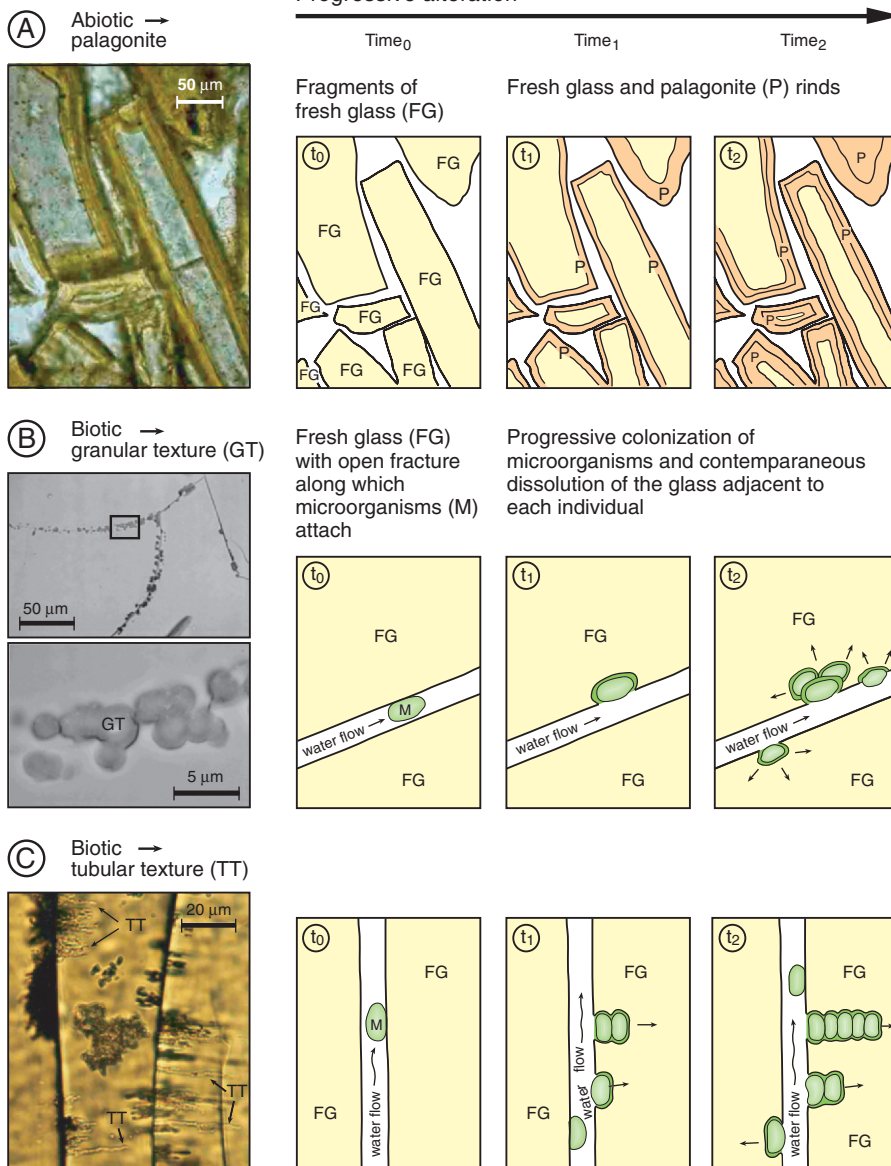 Progressive alteration
A
Abiotic →
palagonite
Time0
Time1
Time2
50 µm
Fragments of
fresh glass (FG)
Fresh glass and palagonite (P) rinds
t0
FG
FG
FG
FG
FG
FG
FG
FG
t1
P
P
P
P
t2
P
P
P
P
P
B
Biotic →
granular texture (GT)
Fresh glass (FG)
with open fracture
along which
microorganisms (M)
attach
Progressive colonization of
microorganisms and contemparaneous
dissolution of the glass adjacent to
each individual
50 µm
GT
5 µm
t0
FG
M
water flow
FG
t1
FG
water flow
FG
t2
FG
water flow
FG
C
Biotic →
tubular texture (TT)
20 µm
TT
TT
TT
TT
t0
FG
M
FG
water flow
t1
FG
water flow
FG
t2
FG
FG
water flow